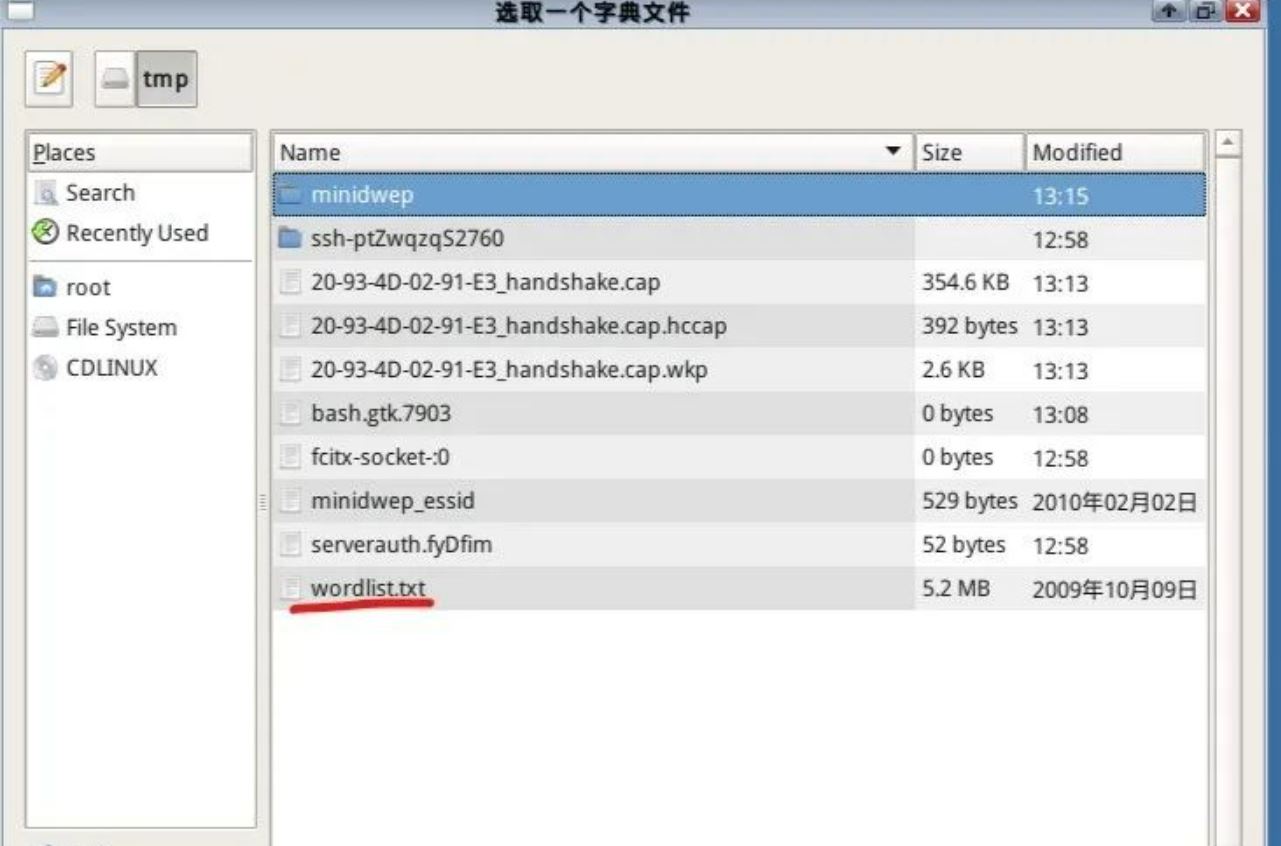 选取一个字典文件
tmp
Places
Search
Recently Used
root
File System
CDLINUX
Name Size Modified
minidwep 13:15
ssh-ptZwqzqS2760 12:58
20-93-4D-02-91-E3_handshake.cap 354.6 KB 13:13
20-93-4D-02-91-E3_handshake.cap.hccap 392 bytes 13:13
20-93-4D-02-91-E3_handshake.cap.wkp 2.6 KB 13:13
bash.gtk.7903 0 bytes 13:08
fcitx-socket-:0 0 bytes 12:58
minidwep_essid 529 bytes 2010年02月02日
serverauth.fyDfim 52 bytes 12:58
wordlist.txt 5.2 MB 2009年10月09日